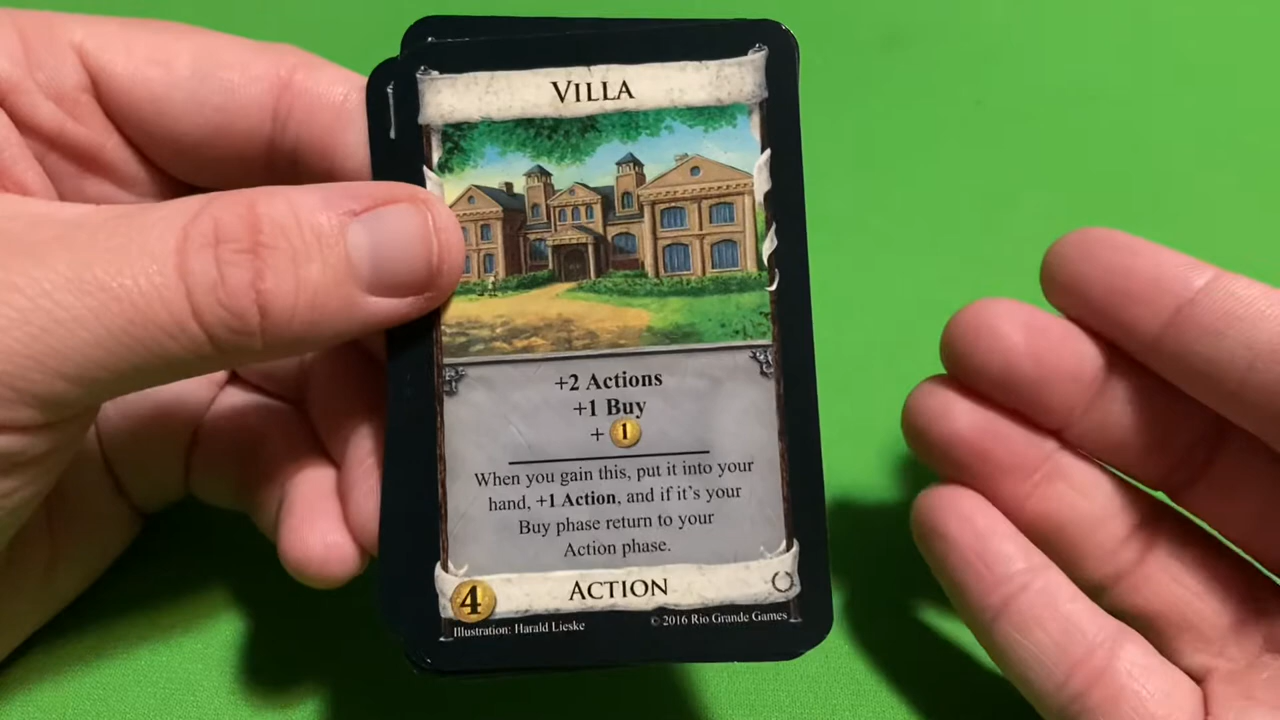 VILLA
+2 Actions
+1 Buy
+ 1
When you gain this, put it into your
hand, +1 Action, and if it's your
Buy phase return to your
Action phase.
4 ACTION
Illustration: Harald Lieske © 2016 Rio Grande Games